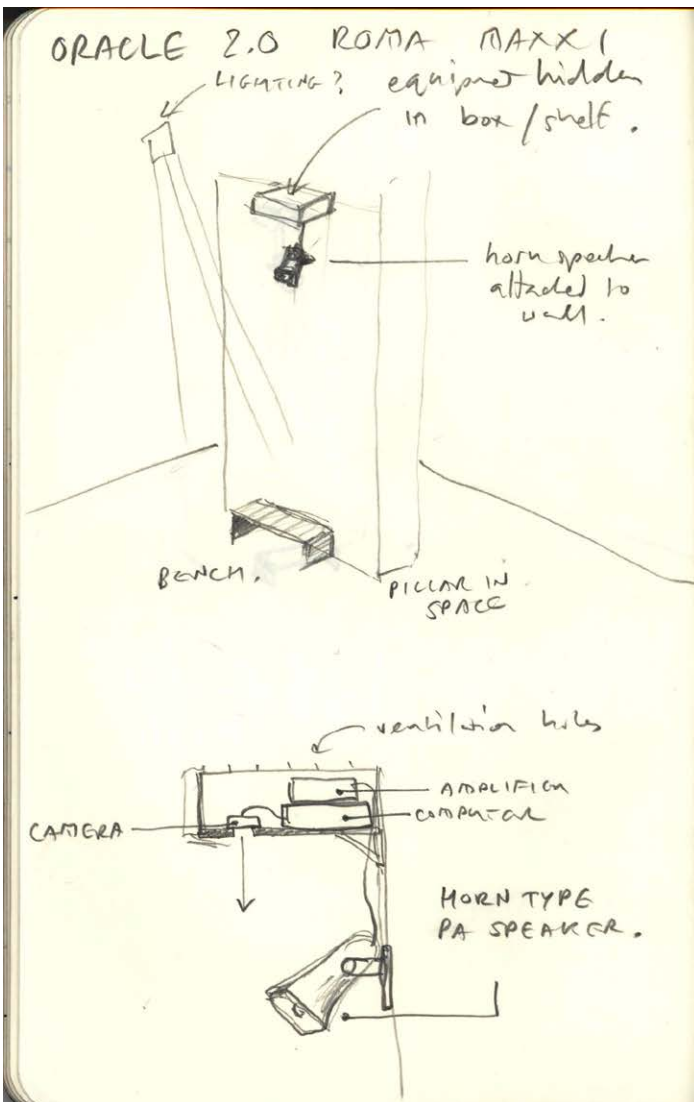 ORACLE 2.0 ROMA MAXXI
LIGHTING?
equipmet hidden
in box/shelf.
horn speaker
attached to
wall.
BENCH.
PILLAR IN
SPACE
ventilation holes
AMPLIFIER
COMPUTER
CAMERA
HORN TYPE
PA SPEAKER.